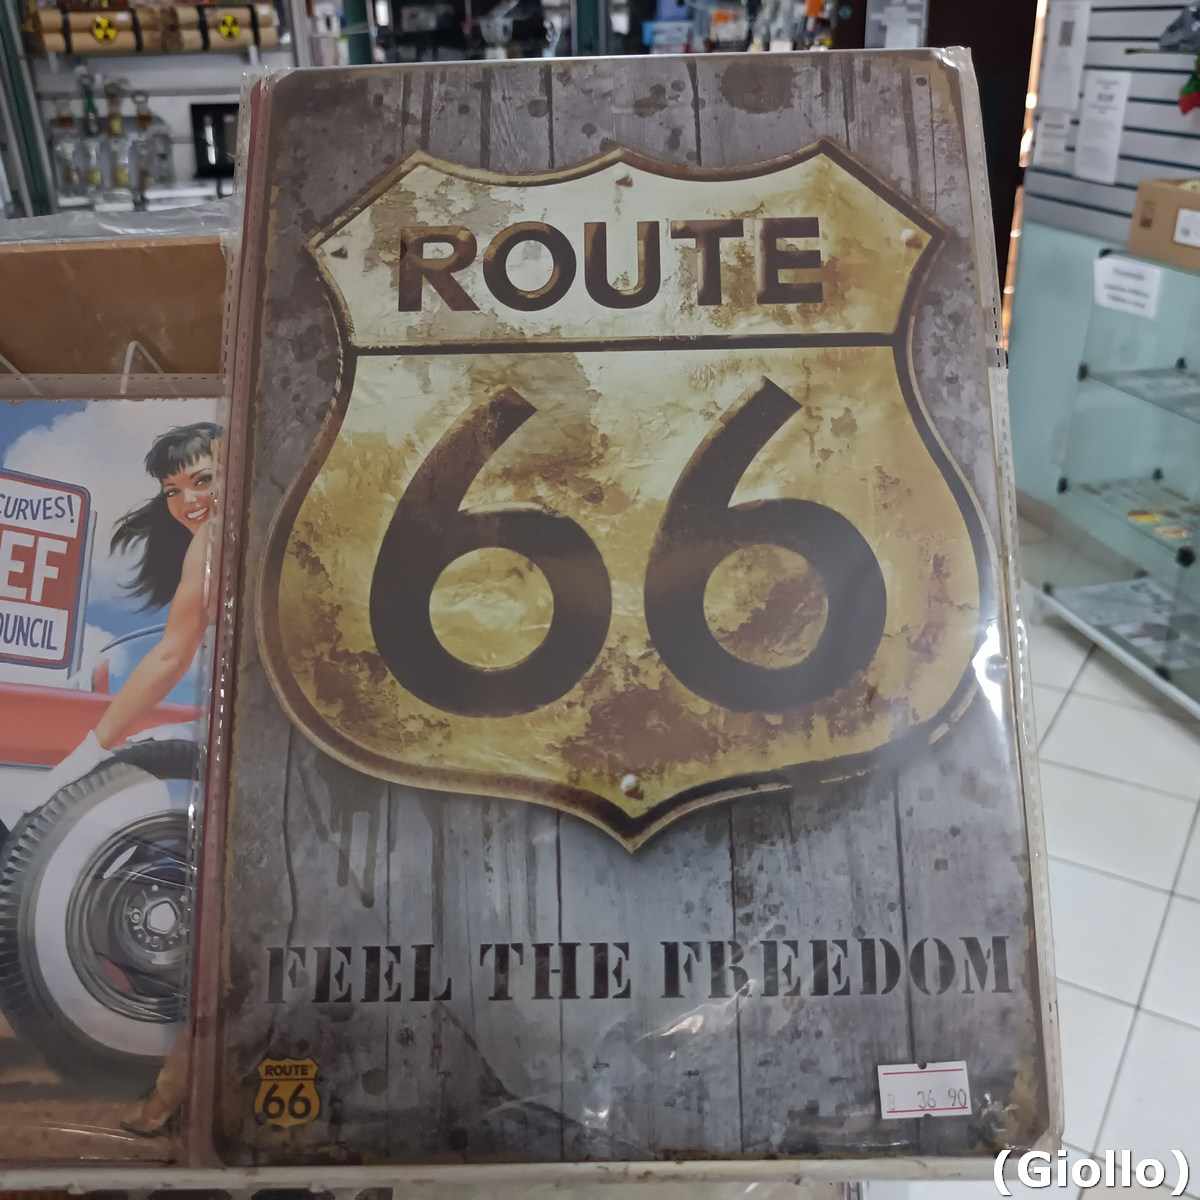 ROUTE
66
FEEL THE FREEDOM
ROUTE
66
36 90
CURVES!
EF
OUNCIL
(Giollo)